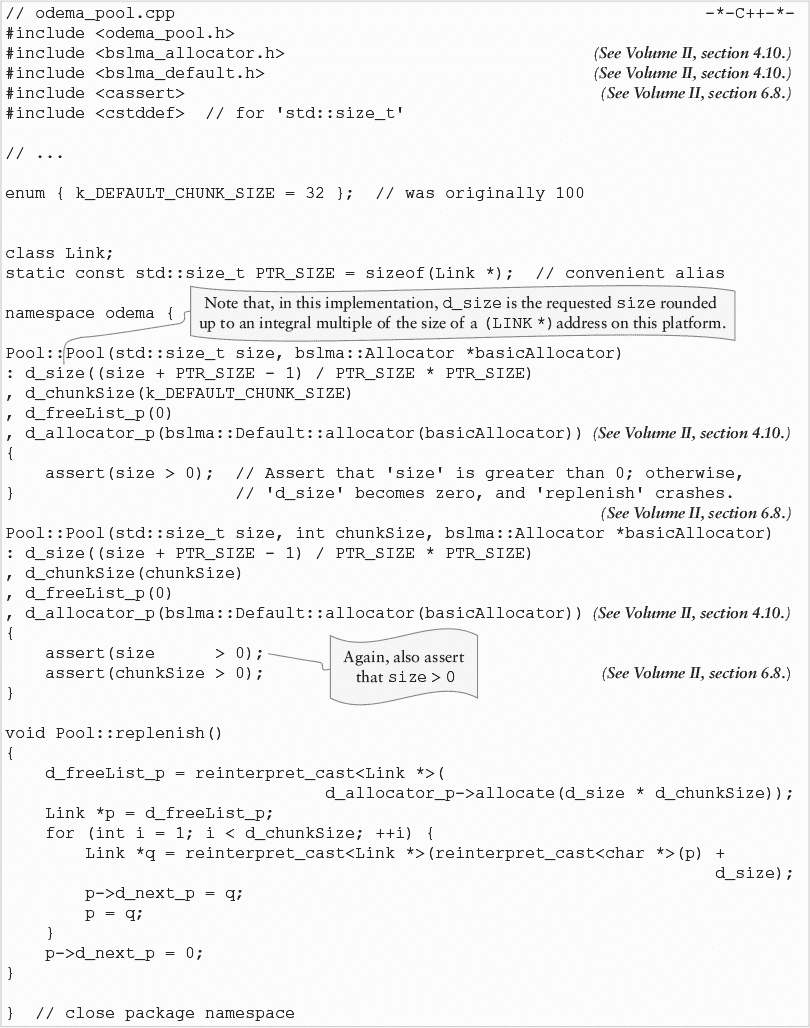 // odema_pool.cpp -*-C++-*-
#include <odema_pool.h>
#include <bslma_allocator.h> (See Volume II, section 4.10.)
#include <bslma_default.h> (See Volume II, section 4.10.)
#include <cassert> (See Volume II, section 6.8.)
#include <cstddef>  // for 'std::size_t'
// ...
enum { k_DEFAULT_CHUNK_SIZE = 32 };  // was originally 100
class Link;
static const std::size_t PTR_SIZE = sizeof(Link *);  // convenient alias
namespace odema {
Note that, in this implementation, d_size is the requested size rounded
up to an integral multiple of the size of a (LINK *) address on this platform.
Pool::Pool(std::size_t size, bslma::Allocator *basicAllocator)
: d_size((size + PTR_SIZE - 1) / PTR_SIZE * PTR_SIZE)
, d_chunkSize(k_DEFAULT_CHUNK_SIZE)
, d_freeList_p(0)
, d_allocator_p(bslma::Default::allocator(basicAllocator)) (See Volume II, section 4.10.)
{
    assert(size > 0);  // Assert that 'size' is greater than 0; otherwise,
}                      // 'd_size' becomes zero, and 'replenish' crashes.
(See Volume II, section 6.8.)
Pool::Pool(std::size_t size, int chunkSize, bslma::Allocator *basicAllocator)
: d_size((size + PTR_SIZE - 1) / PTR_SIZE * PTR_SIZE)
, d_chunkSize(chunkSize)
, d_freeList_p(0)
, d_allocator_p(bslma::Default::allocator(basicAllocator)) (See Volume II, section 4.10.)
{
    assert(size      > 0);
    assert(chunkSize > 0); (See Volume II, section 6.8.)
Again, also assert
that size > 0
}
void Pool::replenish()
{
    d_freeList_p = reinterpret_cast<Link *>(
                                d_allocator_p->allocate(d_size * d_chunkSize));
    Link *p = d_freeList_p;
    for (int i = 1; i < d_chunkSize; ++i) {
        Link *q = reinterpret_cast<Link *>(reinterpret_cast<char *>(p) +
                                                                       d_size);
        p->d_next_p = q;
        p = q;
    }
    p->d_next_p = 0;
}
}  // close package namespace